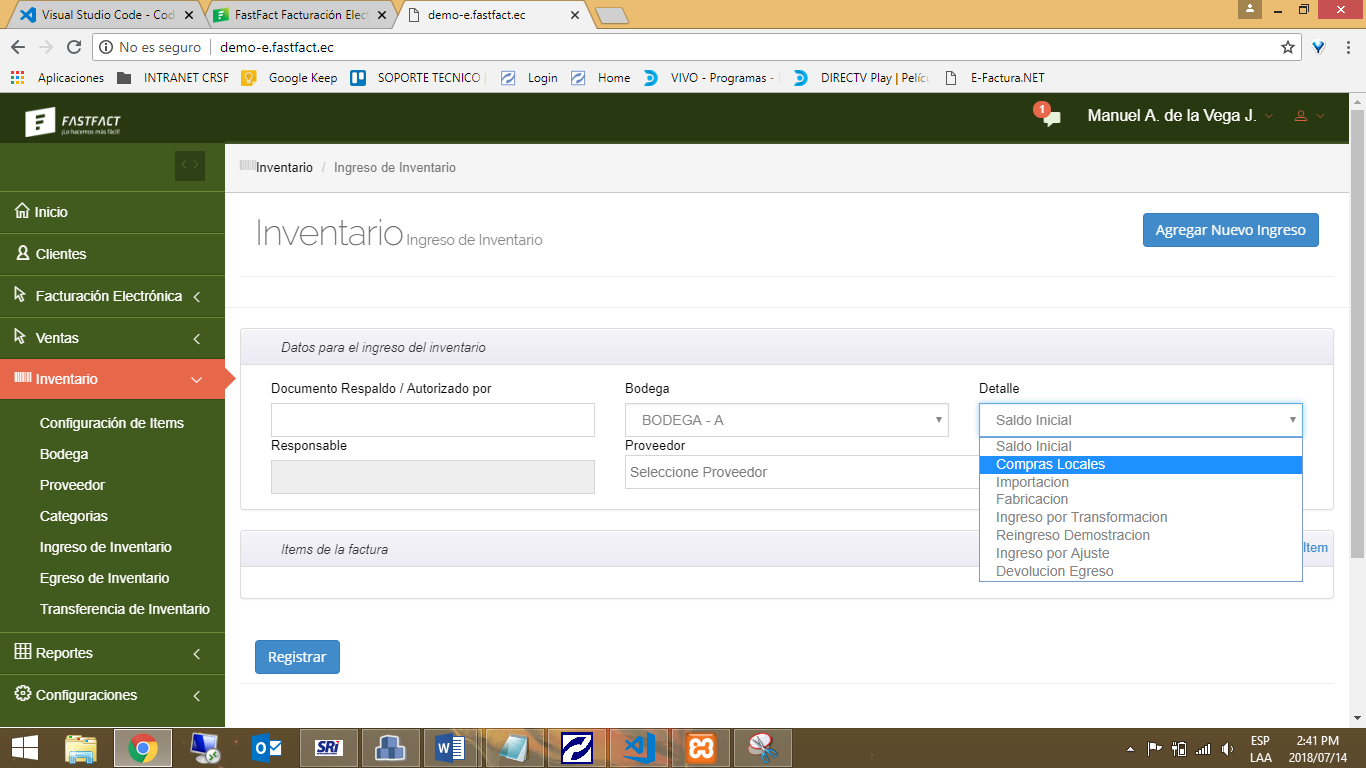 Visual Studio Code - Cod
FastFact Facturación Elect
demo-e.fastfact.ec
No es seguro
demo-e.fastfact.ec
Aplicaciones
INTRANET CRSF
Google Keep
SOPORTE TECNICO
Login
Home
VIVO - Programas -
DIRECTV Play | Pelíc
E-Factura.NET
FASTFACT
¡Lo hacemos más fácil!
1
Manuel A. de la Vega J.
Inventario / Ingreso de Inventario
Inicio
Clientes
Facturación Electrónica
Ventas
Inventario
Configuración de Items
Bodega
Proveedor
Categorias
Ingreso de Inventario
Egreso de Inventario
Transferencia de Inventario
Reportes
Configuraciones
Inventario Ingreso de Inventario
Agregar Nuevo Ingreso
Datos para el ingreso del inventario
Documento Respaldo / Autorizado por
Bodega
BODEGA - A
Detalle
Saldo Inicial
Responsable
Proveedor
Seleccione Proveedor
Saldo Inicial
Compras Locales
Importacion
Fabricacion
Ingreso por Transformacion
Reingreso Demostracion
Ingreso por Ajuste
Devolucion Egreso
Items de la factura
Item
Registrar
SRi
ESP
LAA
2:41 PM
2018/07/14